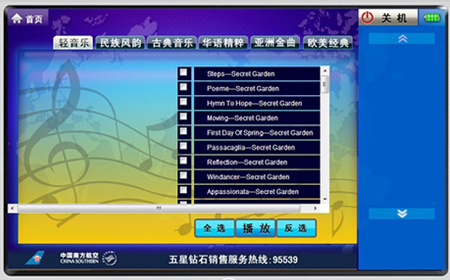 首页
关 机
轻音乐 民族风韵 古典音乐 华语精粹 亚洲金曲 欧美经典
Steps---Secret Garden
Poeme---Secret Garden
Hymn To Hope---Secret Garden
Moving---Secret Garden
First Day Of Spring---Secret Garden
Passacaglia---Secret Garden
Reflection---Secret Garden
Windancer---Secret Garden
Appassionata---Secret Garden
全 选 播 放 反 选
中国南方航空
CHINA SOUTHERN
五星钻石销售服务热线: 95539